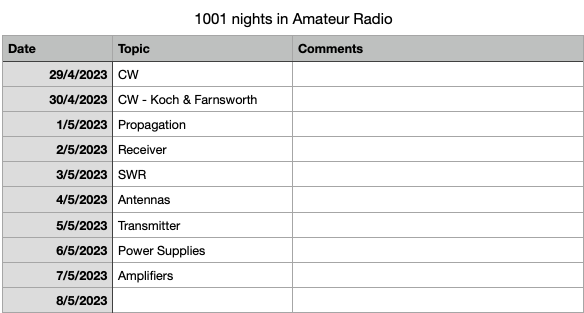 1001 nights in Amateur Radio
Date Topic Comments
29/4/2023 CW
30/4/2023 CW - Koch & Farnsworth
1/5/2023 Propagation
2/5/2023 Receiver
3/5/2023 SWR
4/5/2023 Antennas
5/5/2023 Transmitter
6/5/2023 Power Supplies
7/5/2023 Amplifiers
8/5/2023